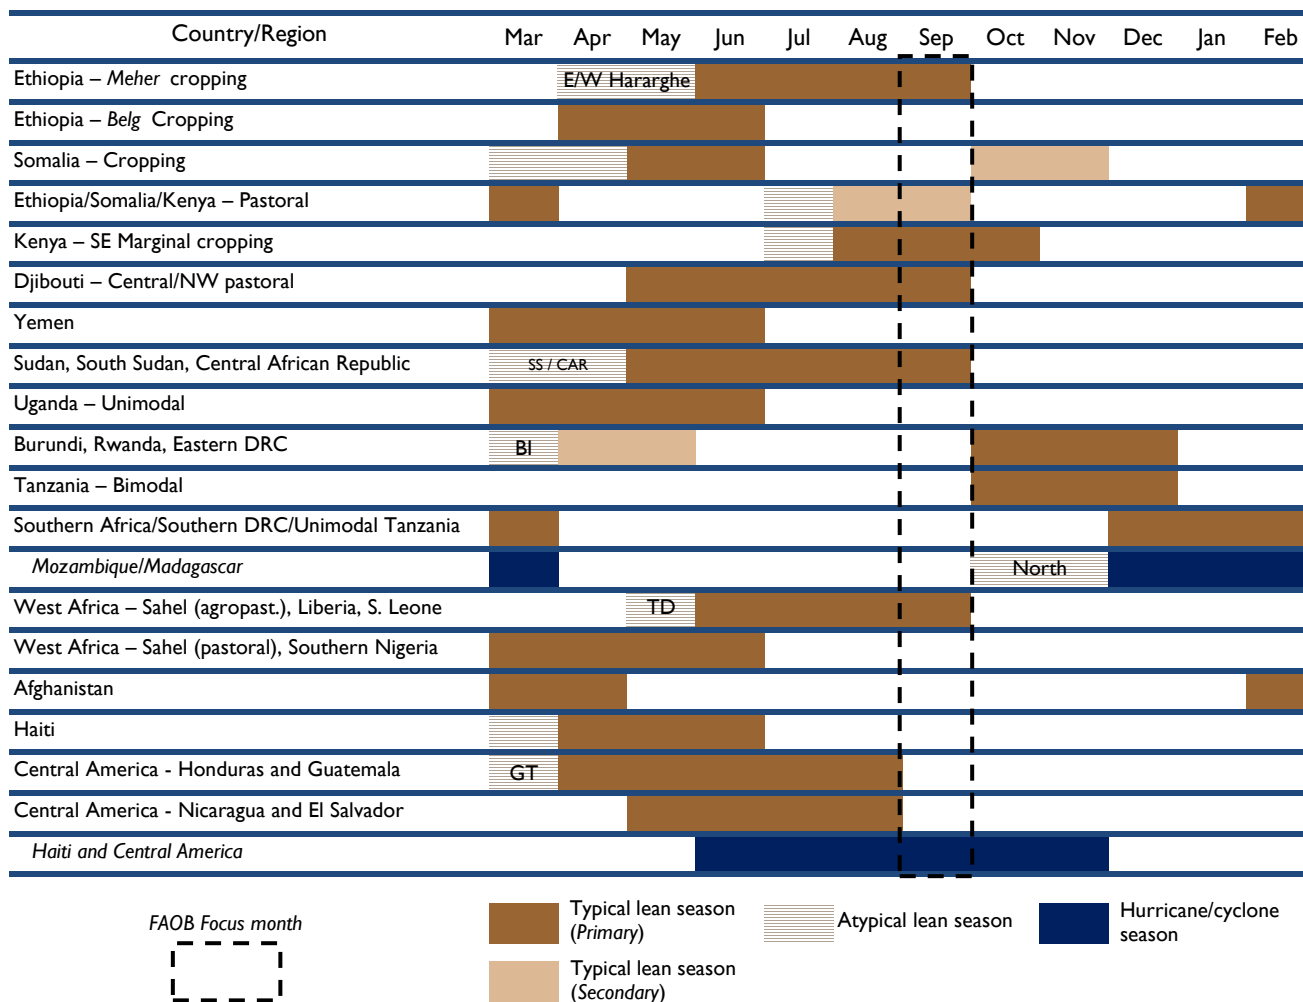 Country/Region Mar Apr May Jun Jul Aug Sep Oct Nov Dec Jan Feb
Ethiopia – Meher cropping E/W Hararghe
Ethiopia – Belg Cropping
Somalia – Cropping
Ethiopia/Somalia/Kenya – Pastoral
Kenya – SE Marginal cropping
Djibouti – Central/NW pastoral
Yemen
Sudan, South Sudan, Central African Republic SS / CAR
Uganda – Unimodal
Burundi, Rwanda, Eastern DRC BI
Tanzania – Bimodal
Southern Africa/Southern DRC/Unimodal Tanzania
Mozambique/Madagascar North
West Africa – Sahel (agropast.), Liberia, S. Leone TD
West Africa – Sahel (pastoral), Southern Nigeria
Afghanistan
Haiti
Central America - Honduras and Guatemala GT
Central America - Nicaragua and El Salvador
Haiti and Central America
FAOB Focus month
Typical lean season
(Primary)
Typical lean season
(Secondary)
Atypical lean season
Hurricane/cyclone
season